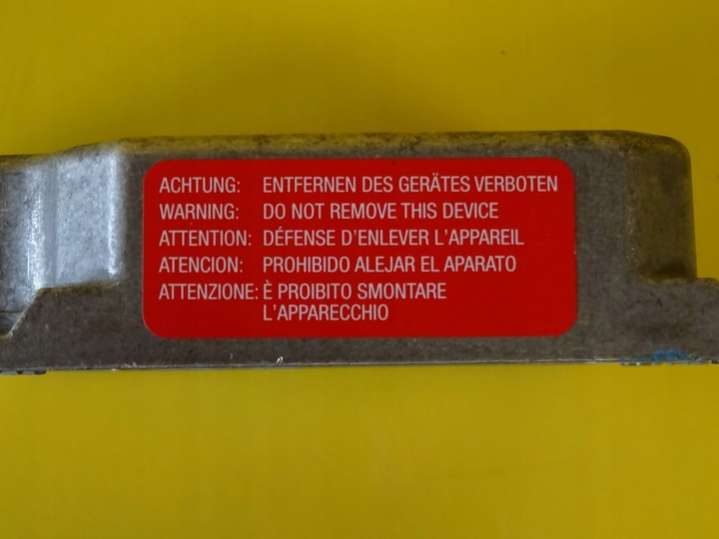 ACHTUNG: ENTFERNEN DES GERÄTES VERBOTEN
WARNING: DO NOT REMOVE THIS DEVICE
ATTENTION: DÉFENSE D'ENLEVER L'APPAREIL
ATENCION: PROHIBIDO ALEJAR EL APARATO
ATTENZIONE: È PROIBITO SMONTARE
L'APPARECCHIO